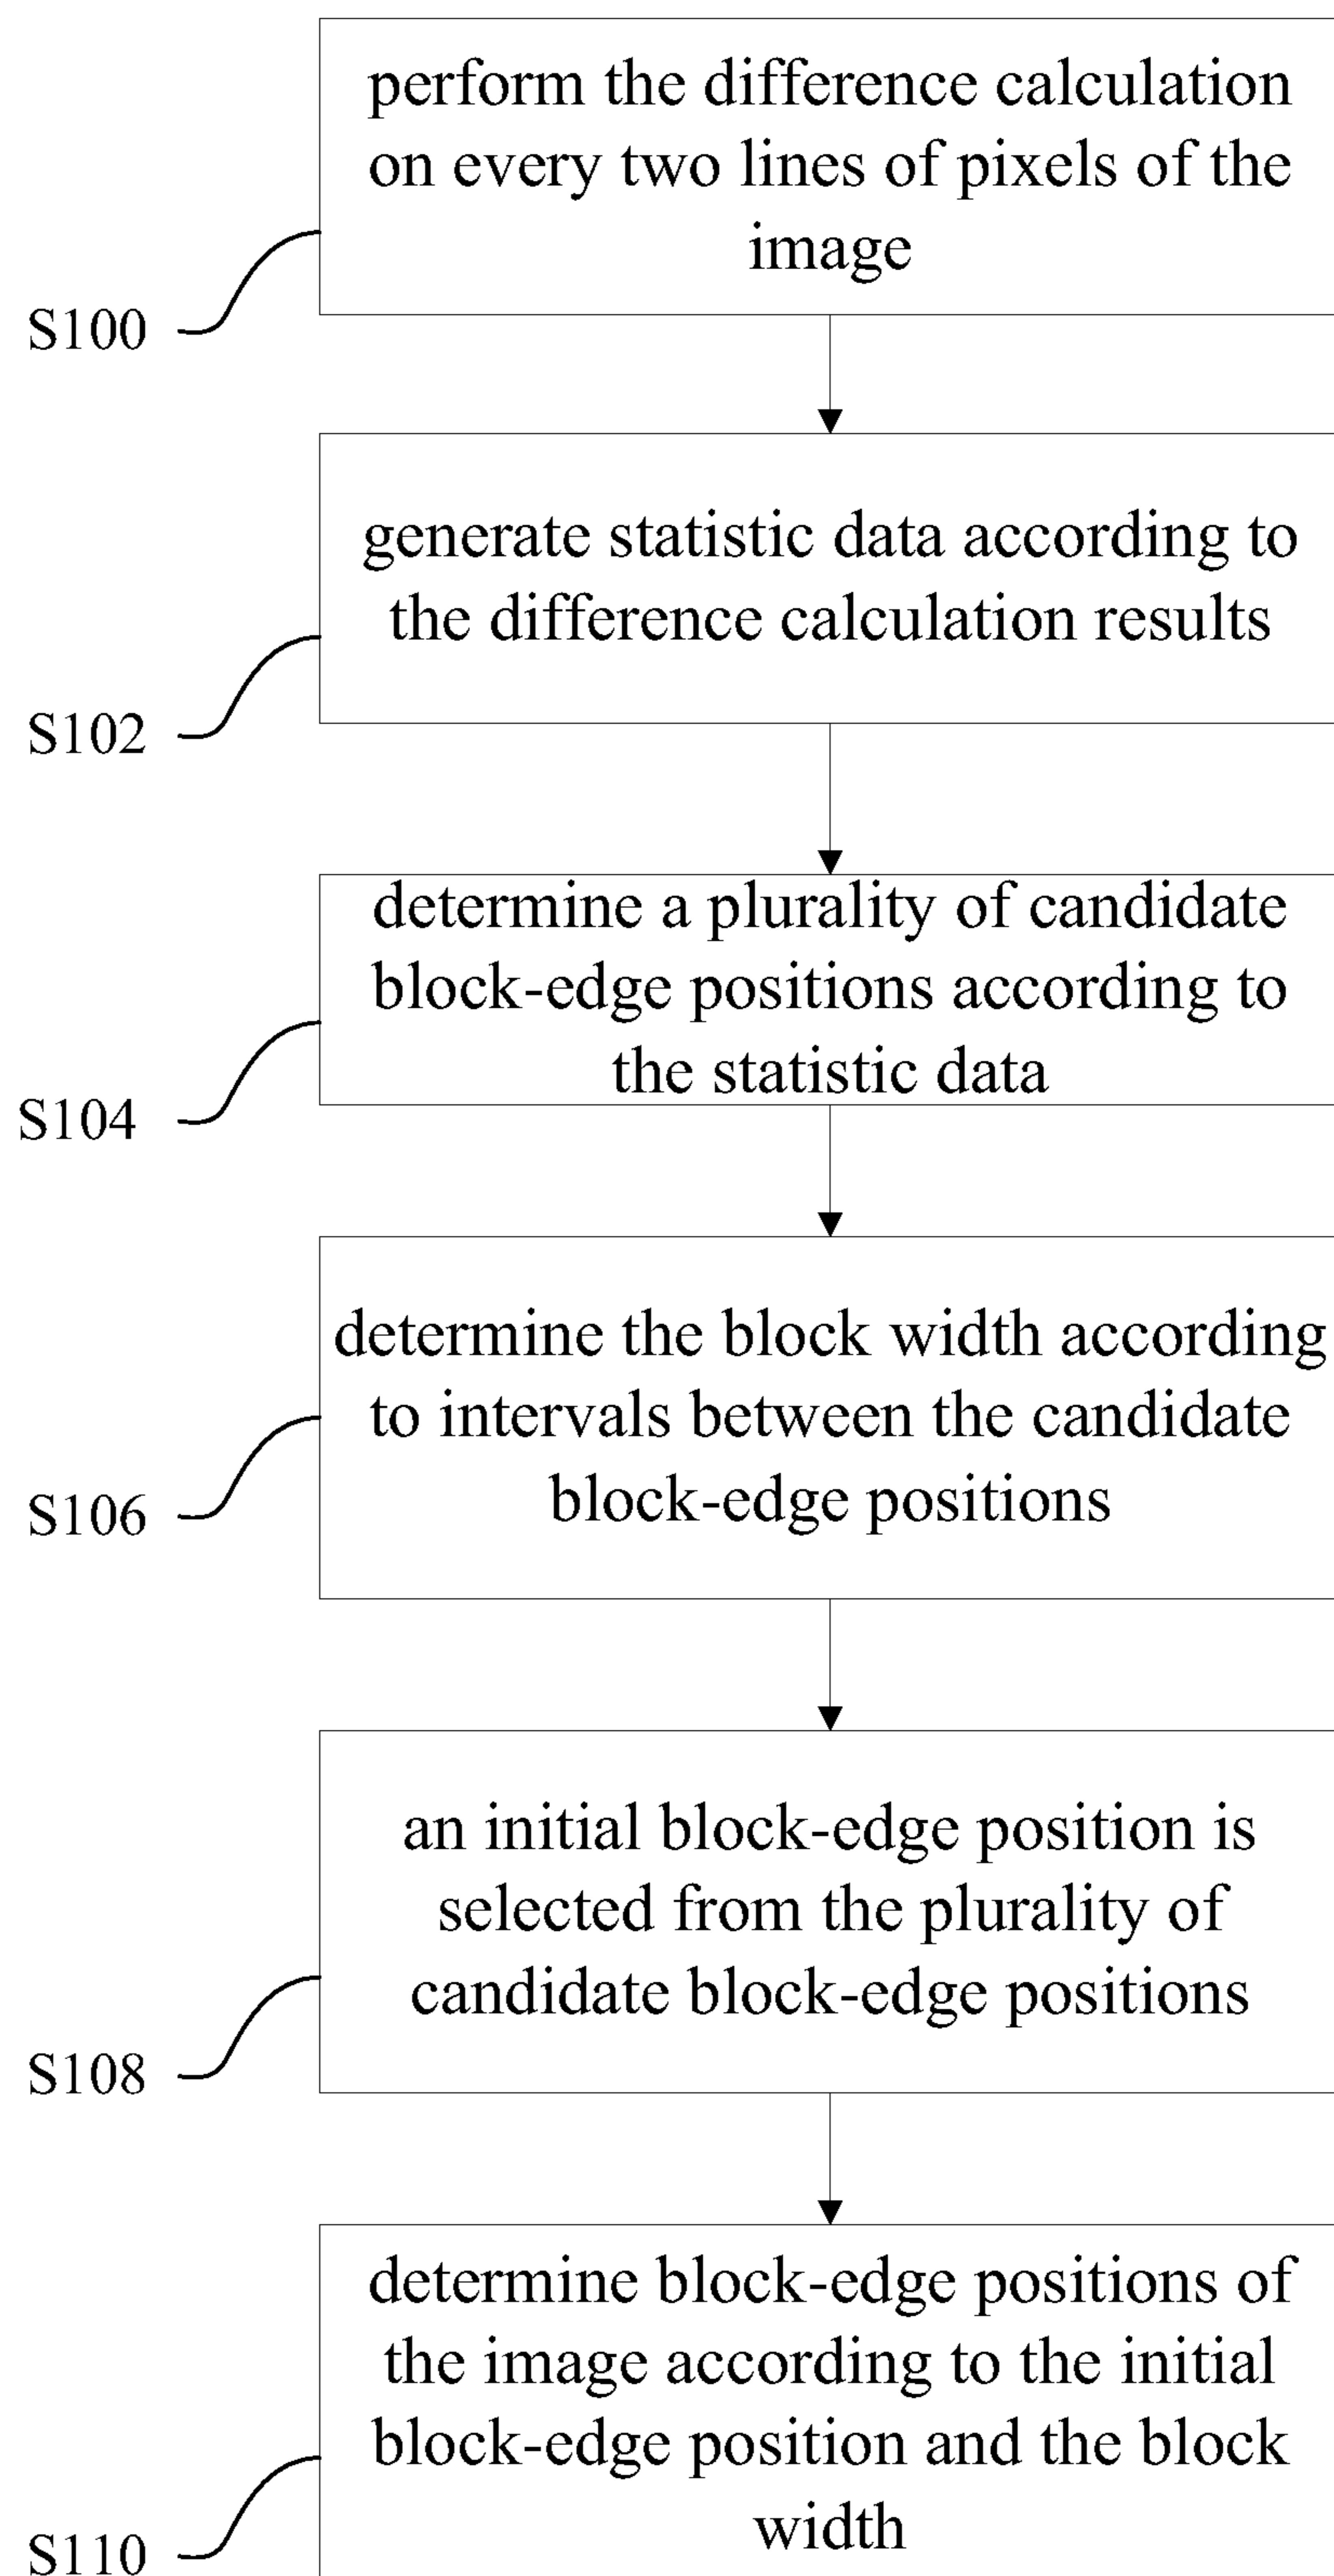 perform the difference calculation
on every two lines of pixels of the
image
S100
generate statistic data according to
the difference calculation results
S102
determine a plurality of candidate
block-edge positions according to
the statistic data
S104
determine the block width according
to intervals between the candidate
block-edge positions
S106
an initial block-edge position is
selected from the plurality of
candidate block-edge positions
S108
determine block-edge positions of
the image according to the initial
block-edge position and the block
width
S110